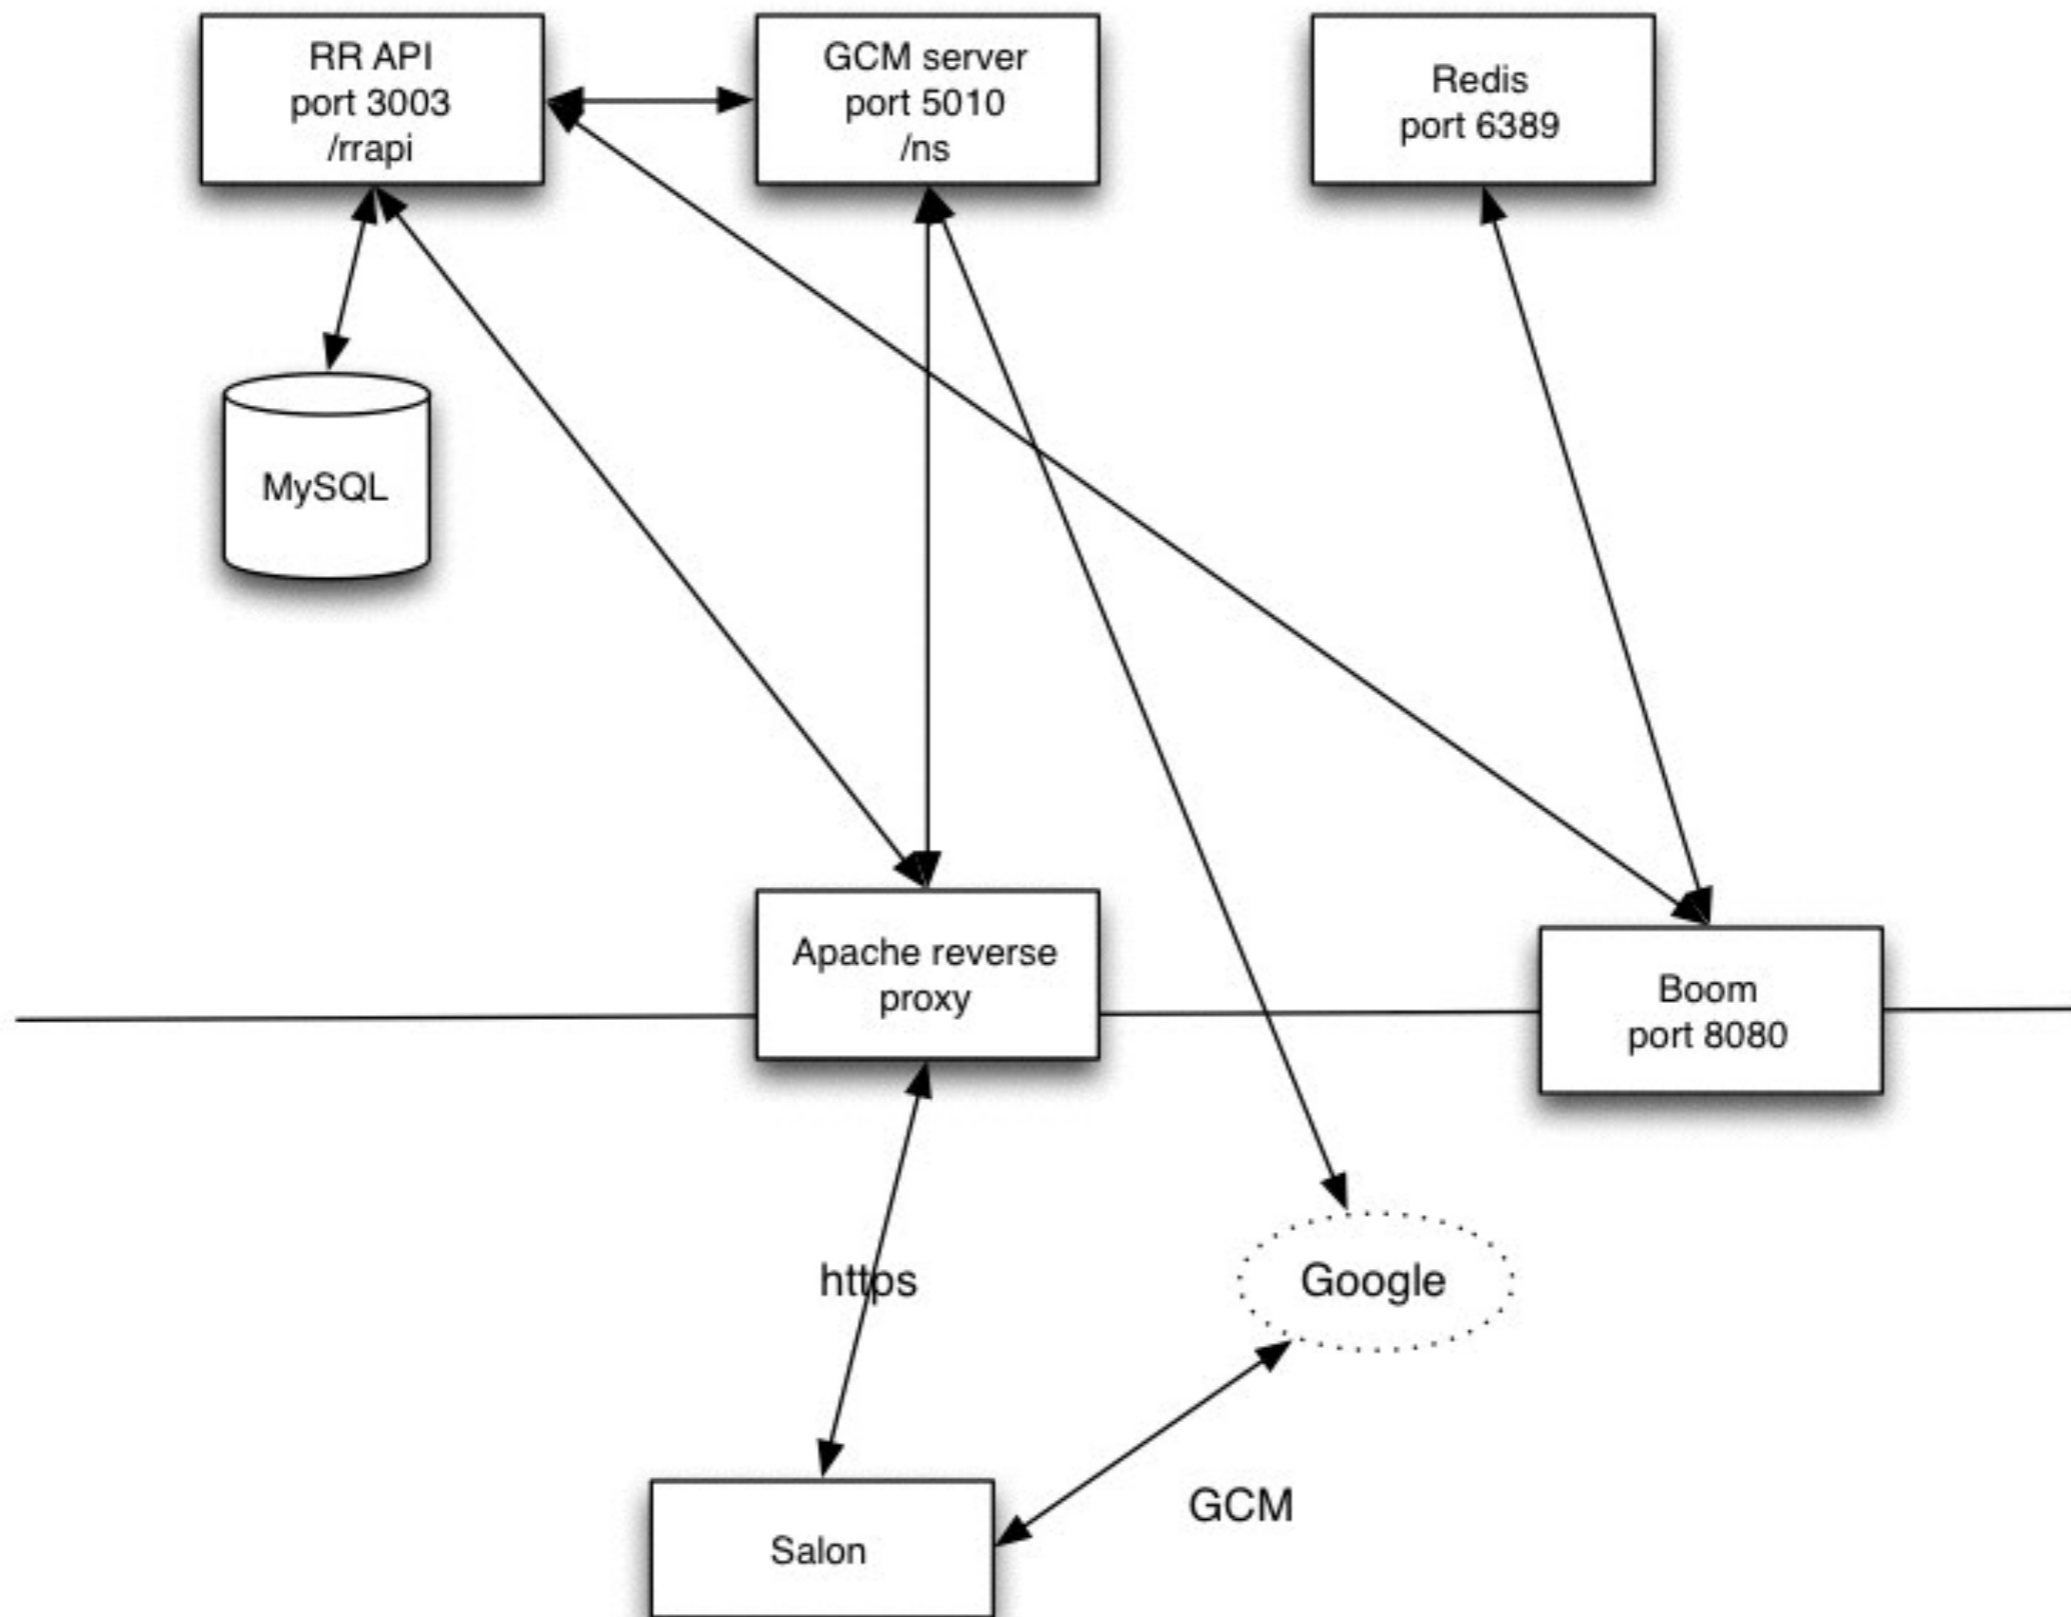 RR API
port 3003
/rrapi
GCM server
port 5010
/ns
Redis
port 6389
MySQL
Apache reverse
proxy
Boom
port 8080
https
Google
GCM
Salon